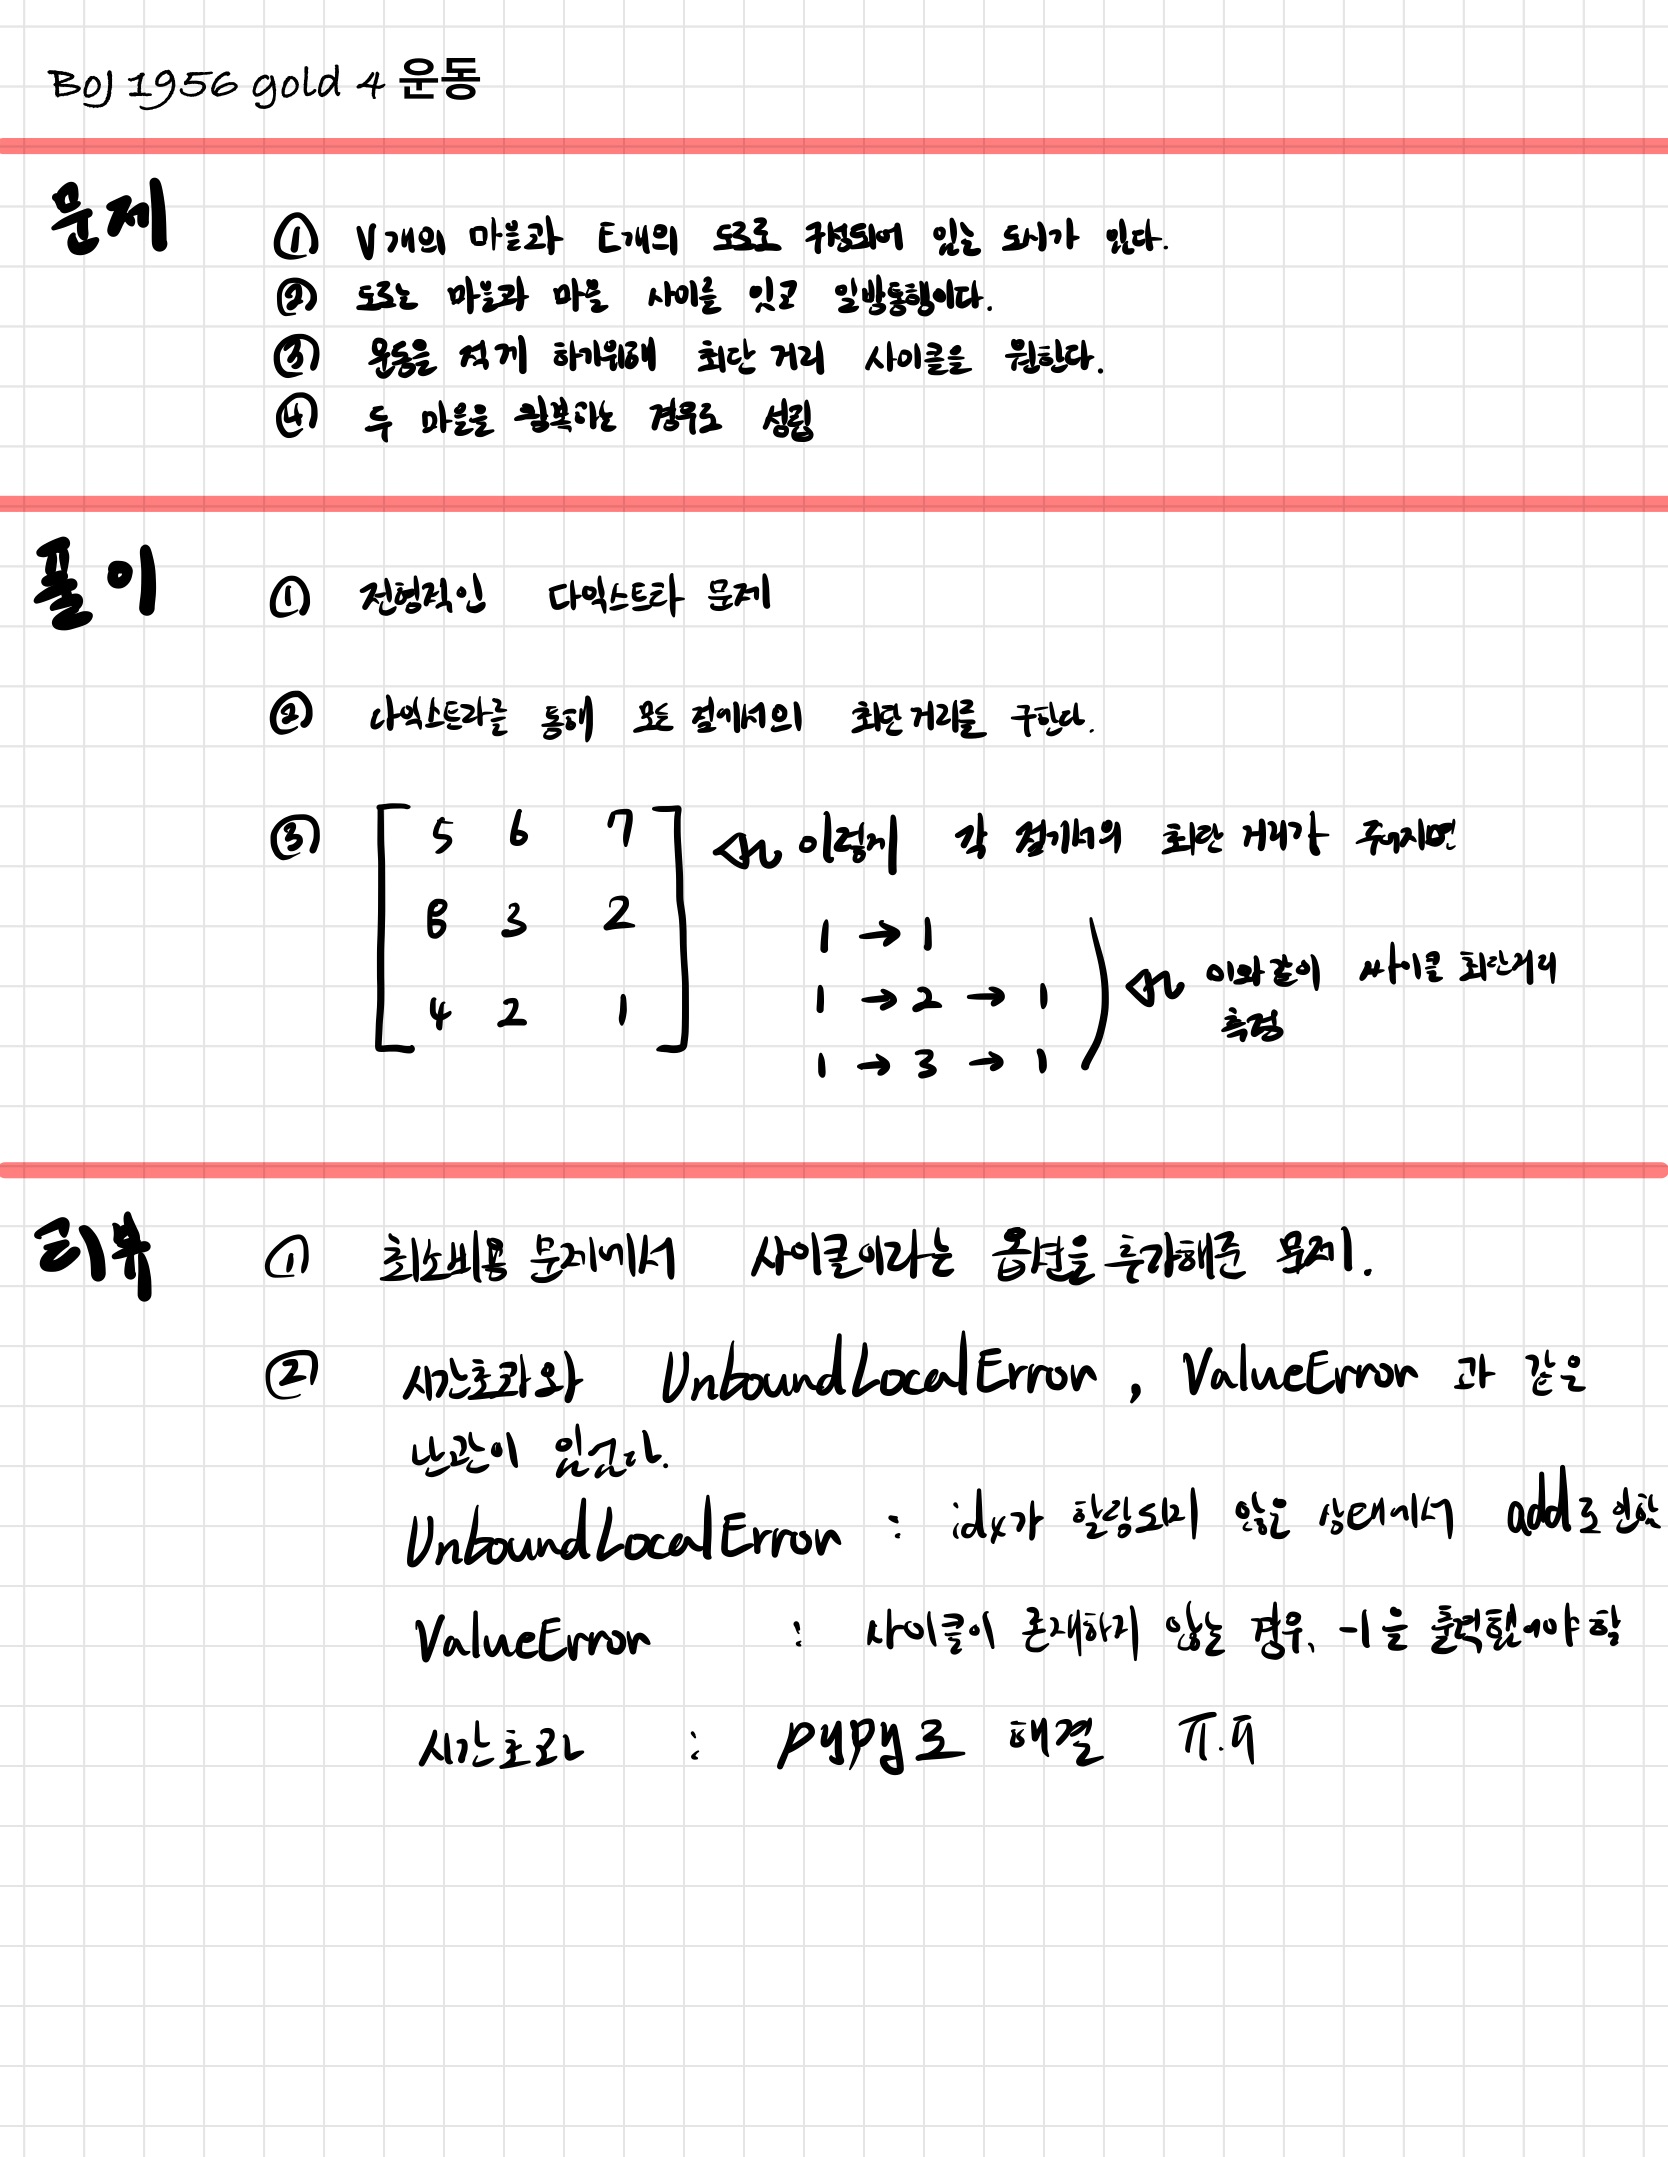 BOJ 1956 gold 4 운동
문제
① V개의 마을과 E개의 도로로 구성되어 있는 도시가 있다.
② 도로는 마을과 마을 사이를 잇고 일방통행이다.
③ 운동을 적게 하기위해 최단 거리 사이클을 원한다.
④ 두 마을을 왕복하는 경우도 성립
풀이
① 전형적인 다익스트라 문제
② 다익스트라를 통해 모든 점에서의 최단거리를 구한다.
③ 5 6 7 이렇게 각 점에서의 최단 거리가 주어지면
8 3 2
4 2 1
1 → 1
1 → 2 → 1
1 → 3 → 1
이와 같이 싸이클 최단거리
측정
리뷰
① 최소비용 문제에서 사이클이라는 옵션을 추가해준 문제.
② 시간초과와 UnboundLocalError, ValueError 과 같은
난관이 있었다.
UnboundLocalError : idx가 할당되지 않은 상태에서 add로 인한
ValueError : 사이클이 존재하지 않는 경우, -1을 출력했어야 함
시간초과 : pypy로 해결 ㅠ.ㅠ